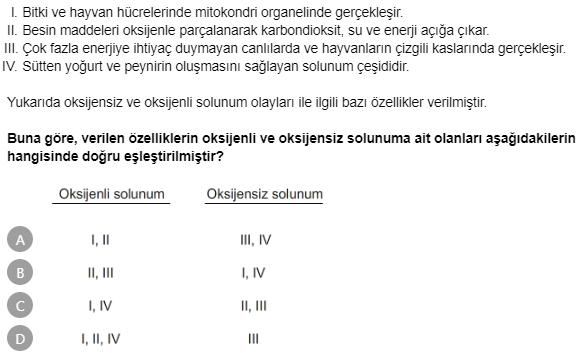 I. Bitki ve hayvan hücrelerinde mitokondri organelinde gerçekleşir.
II. Besin maddeleri oksijenle parçalanarak karbondioksit, su ve enerji açığa çıkar.
III. Çok fazla enerjiye ihtiyaç duymayan canlılarda ve hayvanların çizgili kaslarında gerçekleşir.
IV. Sütten yoğurt ve peynirin oluşmasını sağlayan solunum çeşididir.
Yukarıda oksijensiz ve oksijenli solunum olayları ile ilgili bazı özellikler verilmiştir.
Buna göre, verilen özelliklerin oksijenli ve oksijensiz solunuma ait olanları aşağıdakilerin
hangisinde doğru eşleştirilmiştir?
Oksijenli solunum Oksijensiz solunum
A I, II III, IV
B II, III I, IV
C I, IV II, III
D I, II, IV III